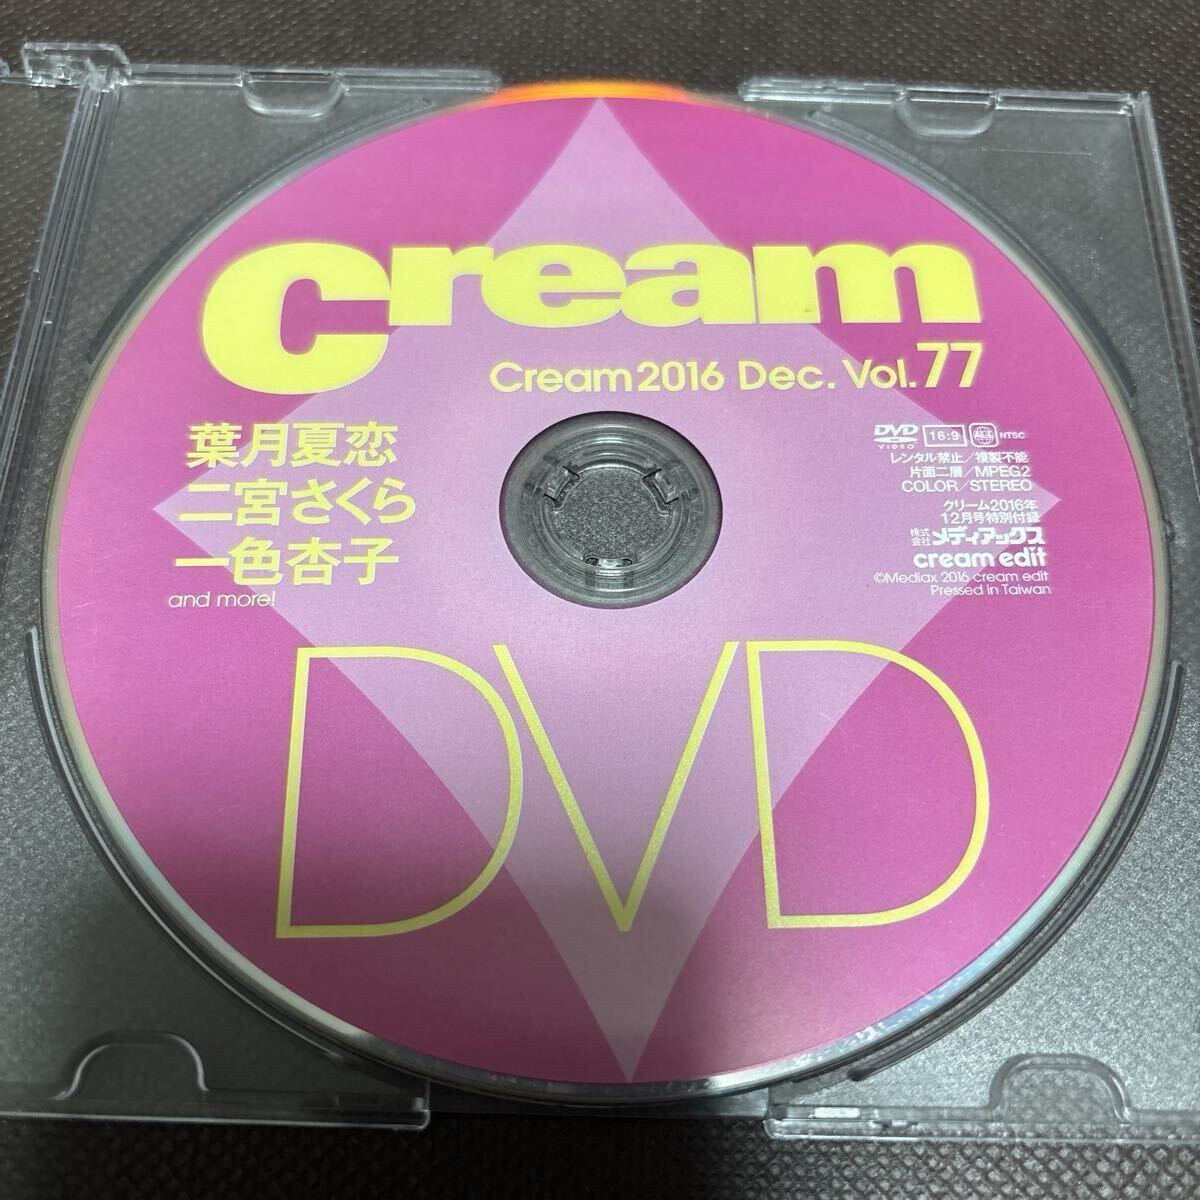 cream
Cream 2016 Dec. Vol.77
葉月夏恋
二宮さくら
一色杏子
and more!
DVD VIDEO 16:9 ALL NTSC
レンタル禁止/複製不能
片面二層/MPEG2
COLOR/STEREO
クリーム2016年
12月号特別付録
株式会社メディアックス
cream edit
©Mediax 2016 cream edit
Pressed in Taiwan
DVD